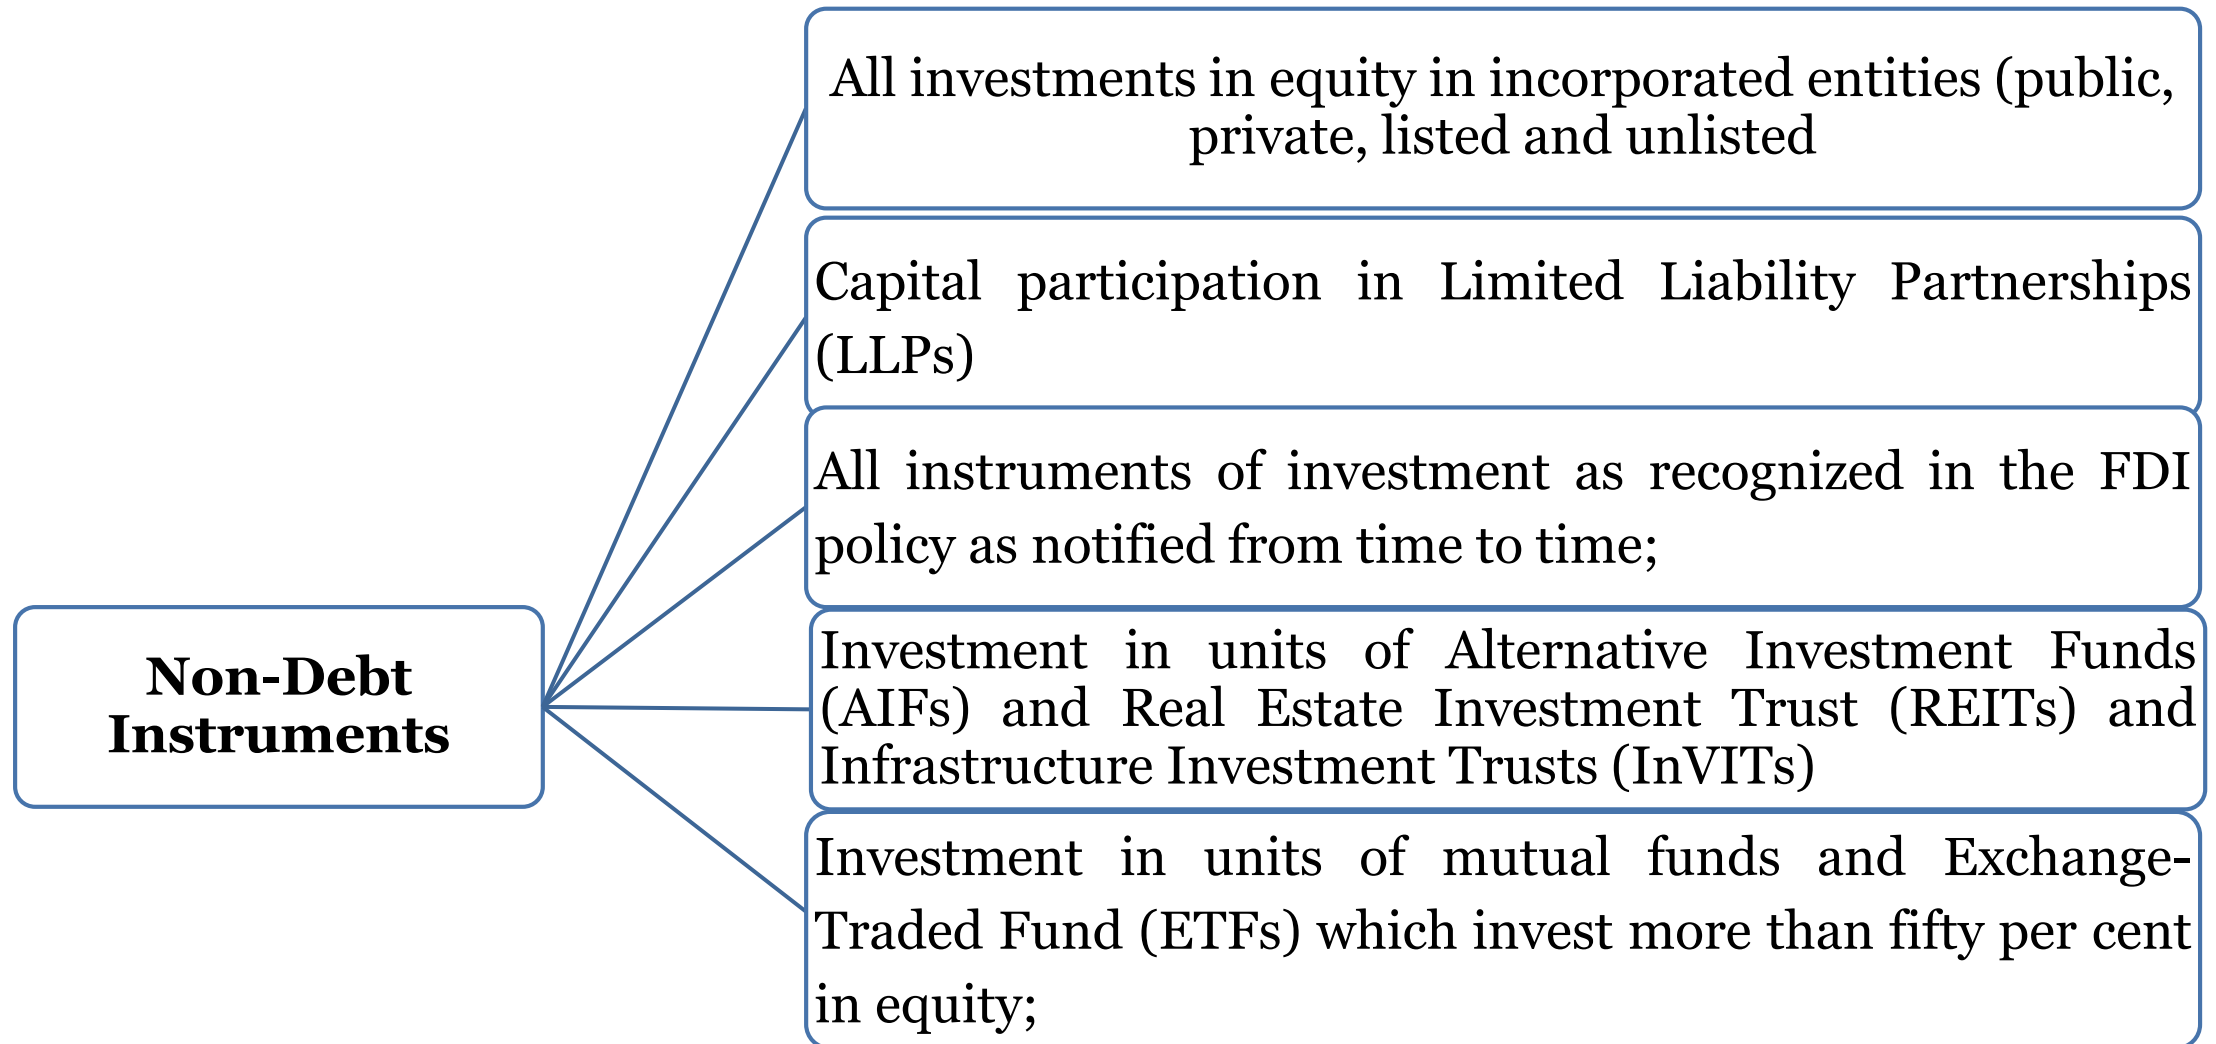 All investments in equity in incorporated entities (public,
private, listed and unlisted
Capital participation in Limited Liability Partnerships
(LLPs)
All instruments of investment as recognized in the FDI
policy as notified from time to time;
Non-Debt
Instruments
Investment in units of Alternative Investment Funds
(AIFs) and Real Estate Investment Trust (REITs) and
Infrastructure Investment Trusts (InVITs)
Investment in units of mutual funds and Exchange-
Traded Fund (ETFs) which invest more than fifty per cent
in equity;